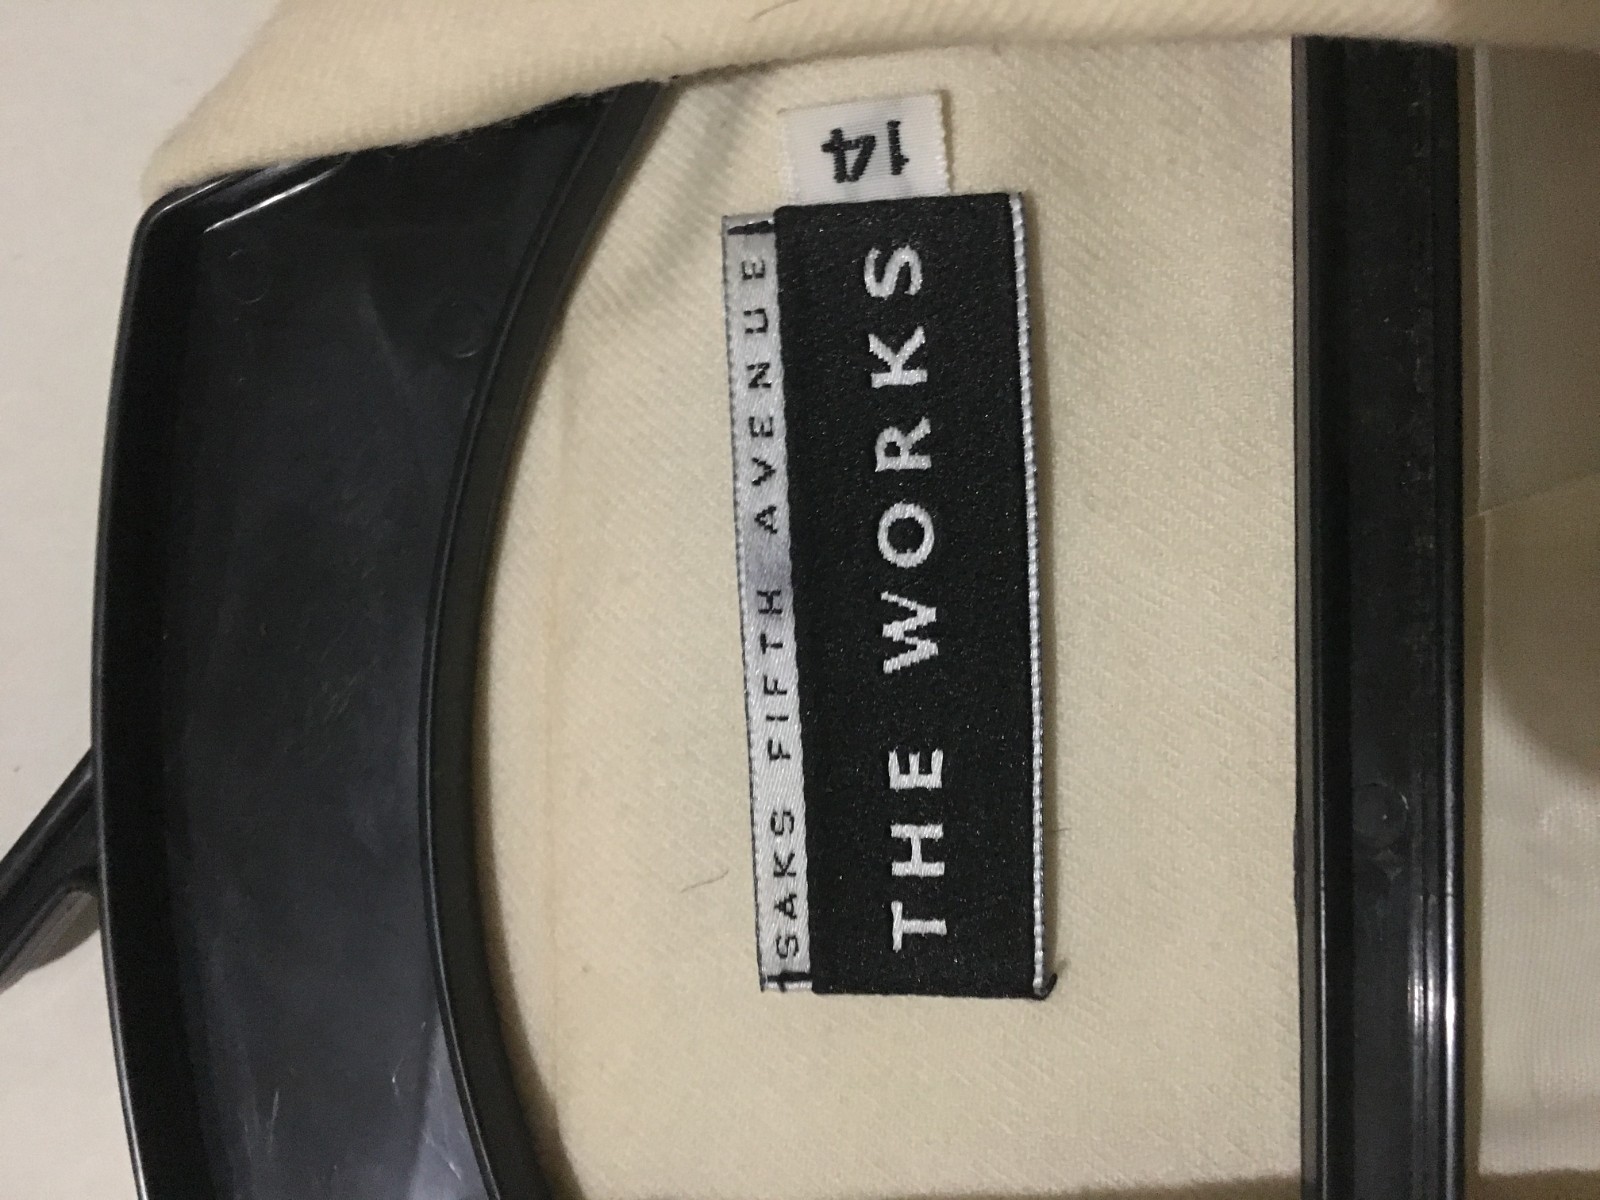 SAKS FIFTH AVENUE
THE WORKS
14